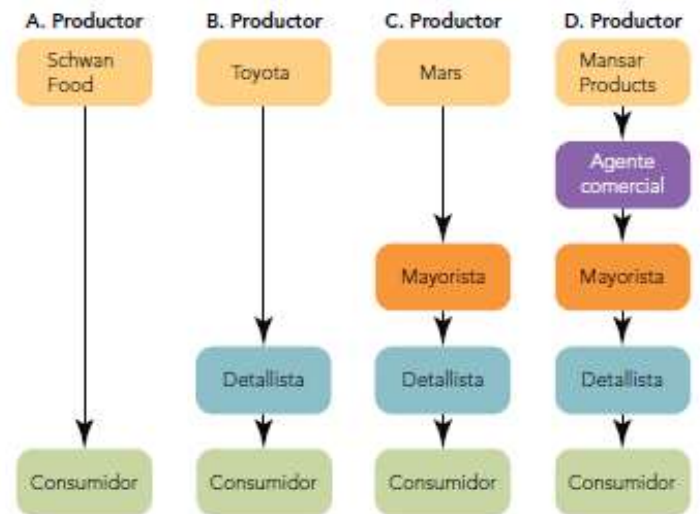 A. Productor B. Productor C. Productor D. Productor
Schwan
Food
Toyota
Mars
Mansar
Products
Agente
comercial
Mayorista
Mayorista
Detallista
Detallista
Detallista
Consumidor
Consumidor
Consumidor
Consumidor